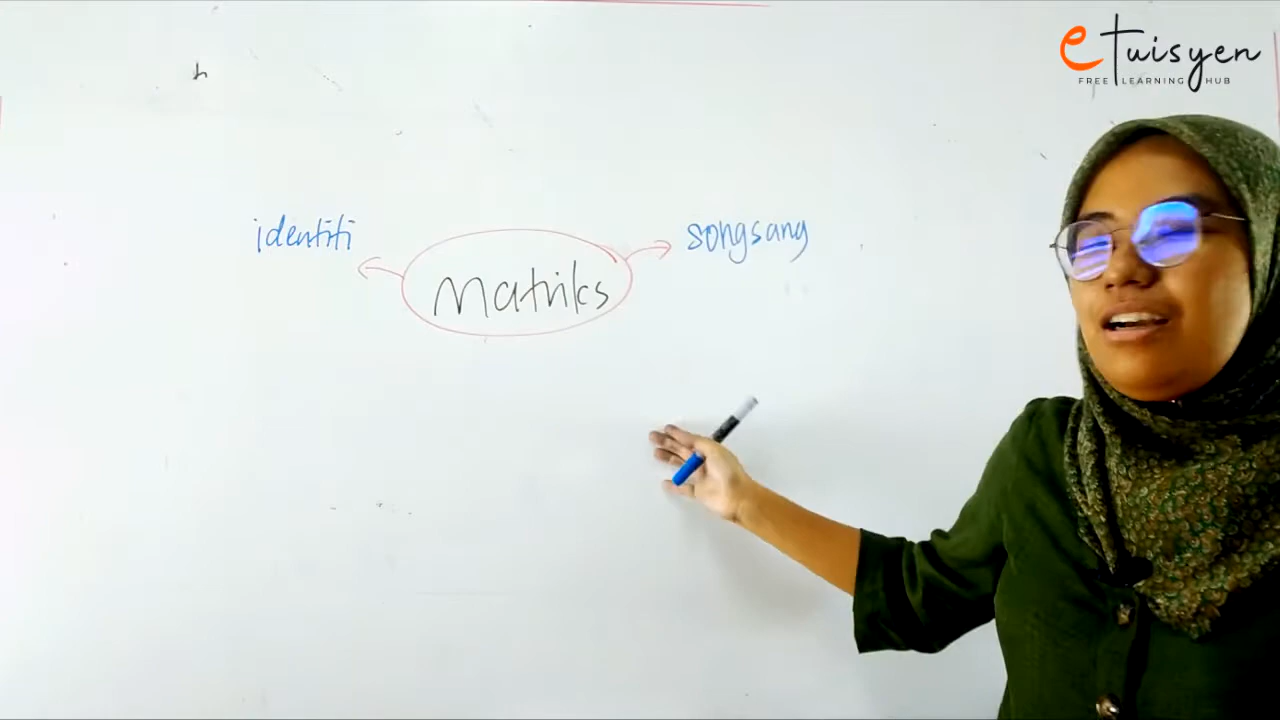 eTuisyen
FREE LEARNING HUB
identiti
songsang
Matriks